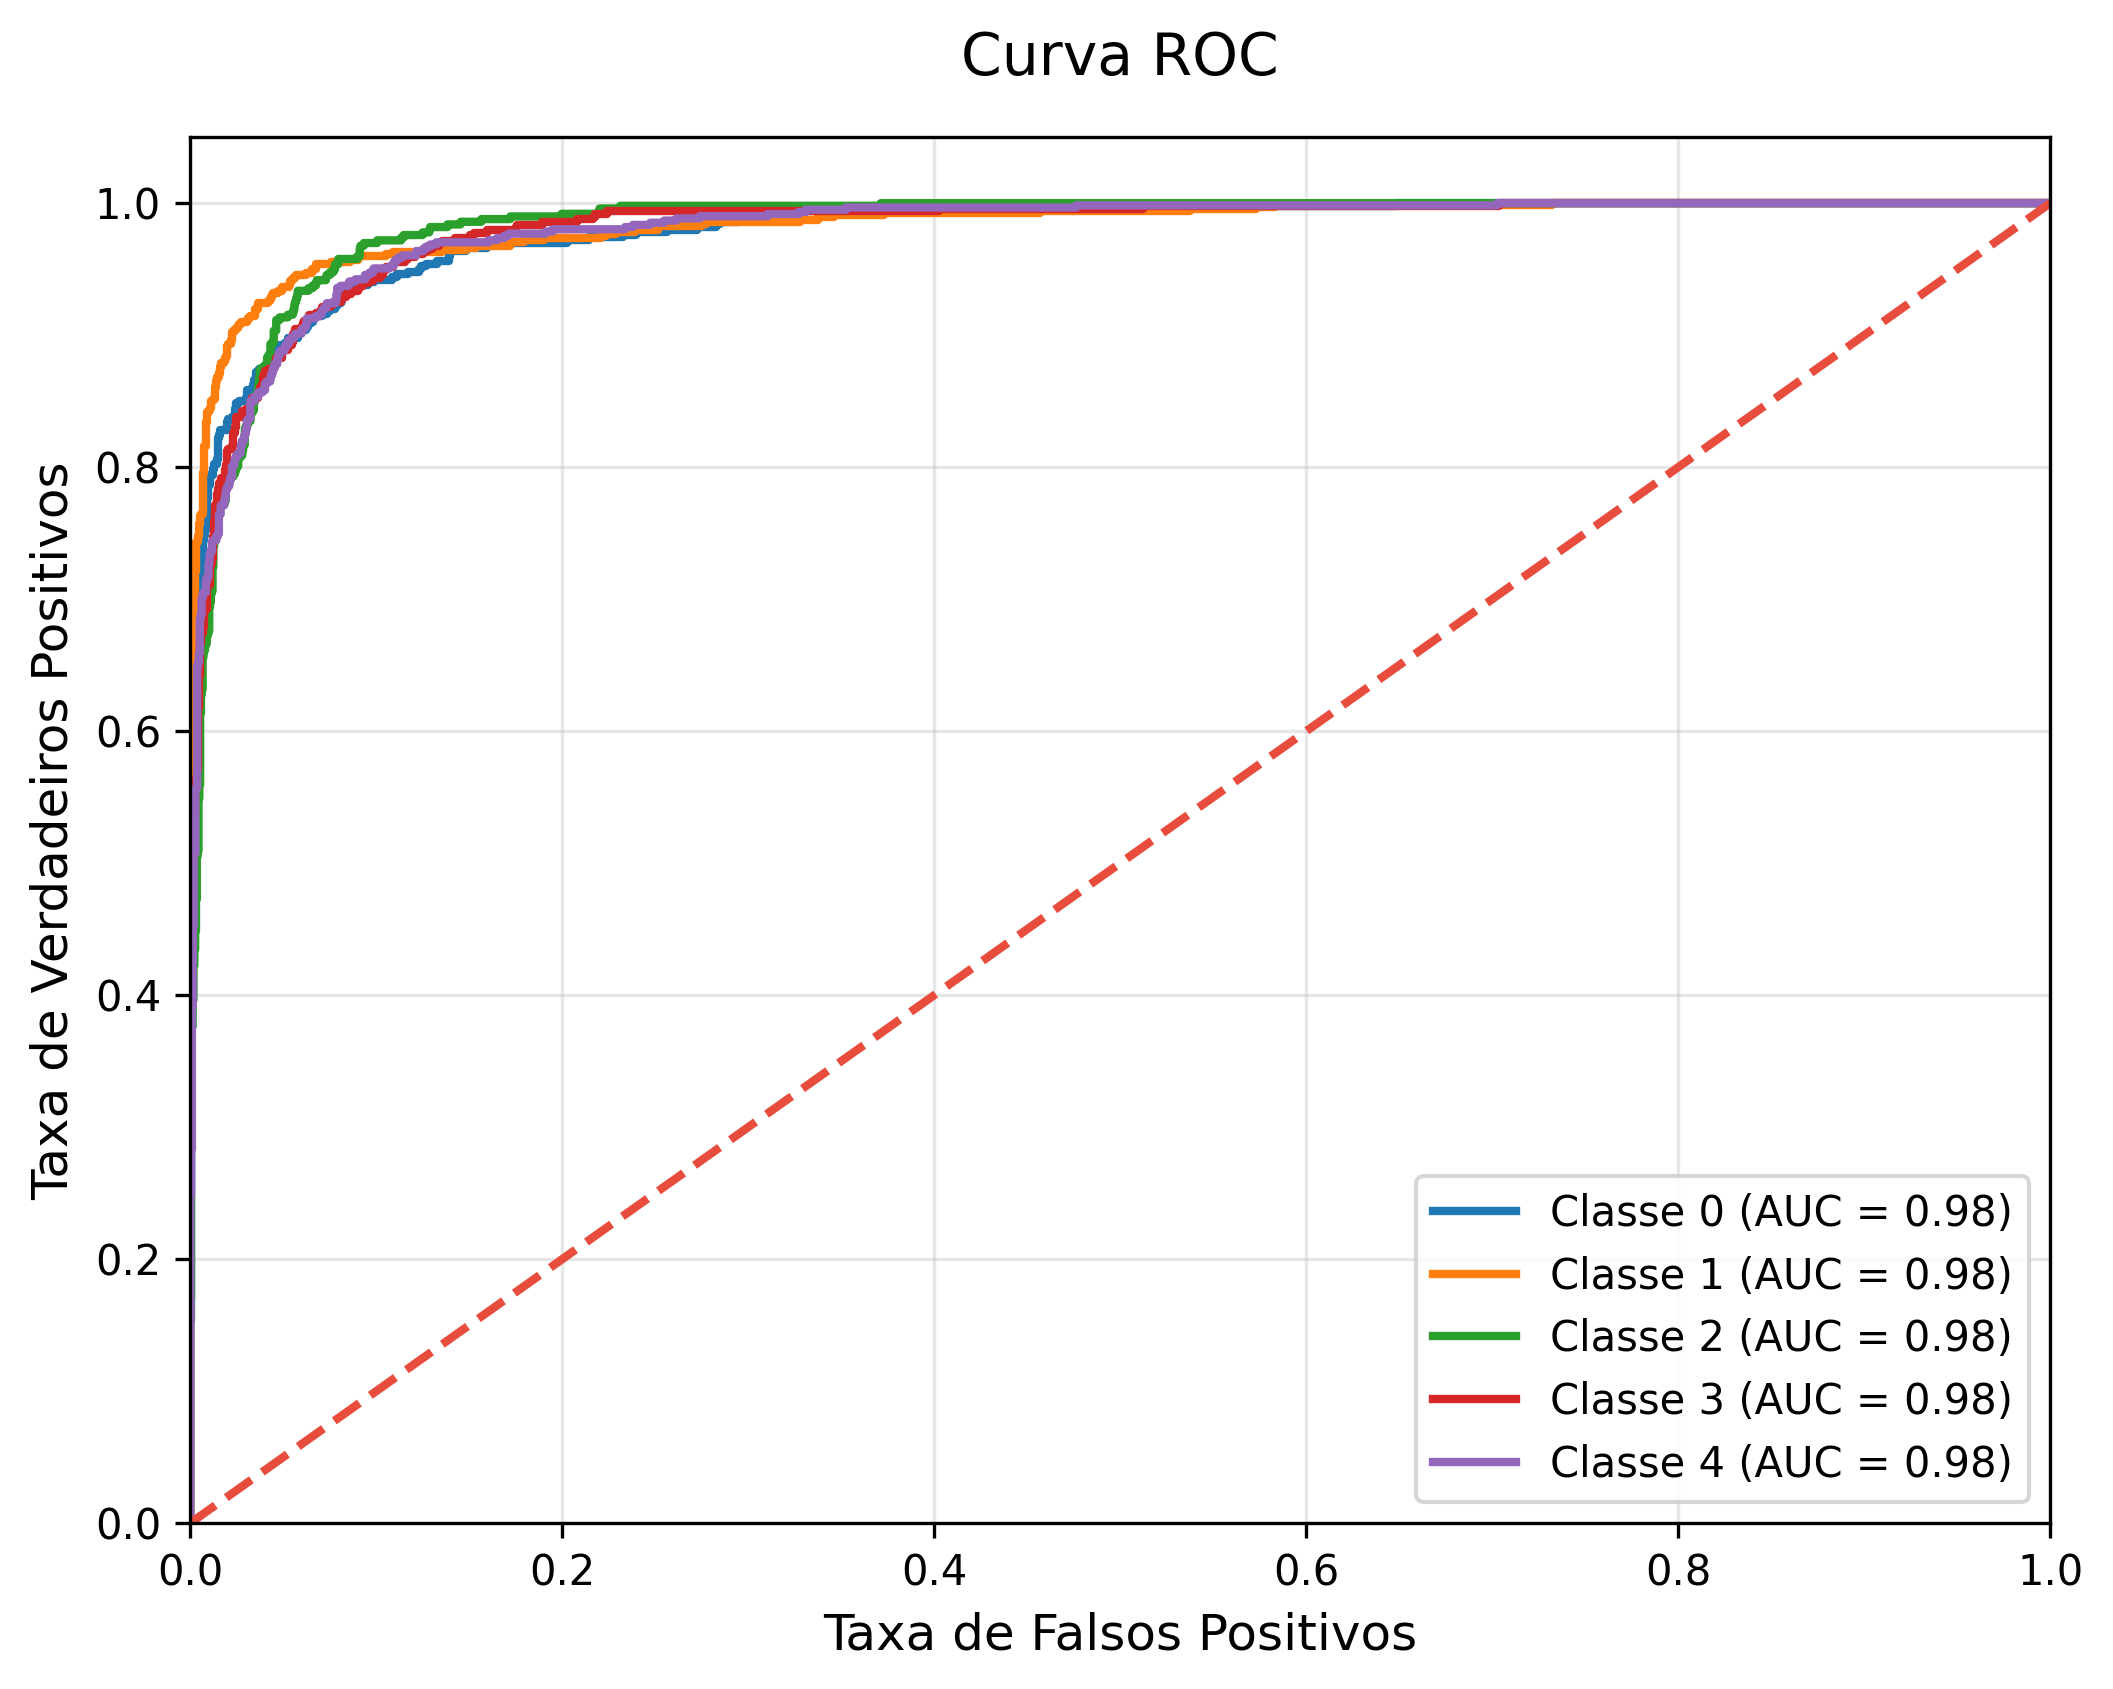 Curva ROC
Taxa de Verdadeiros Positivos
1.0
0.8
0.6
0.4
0.2
0.0
0.0 0.2 0.4 0.6 0.8 1.0
Taxa de Falsos Positivos
Classe 0 (AUC = 0.98)
Classe 1 (AUC = 0.98)
Classe 2 (AUC = 0.98)
Classe 3 (AUC = 0.98)
Classe 4 (AUC = 0.98)